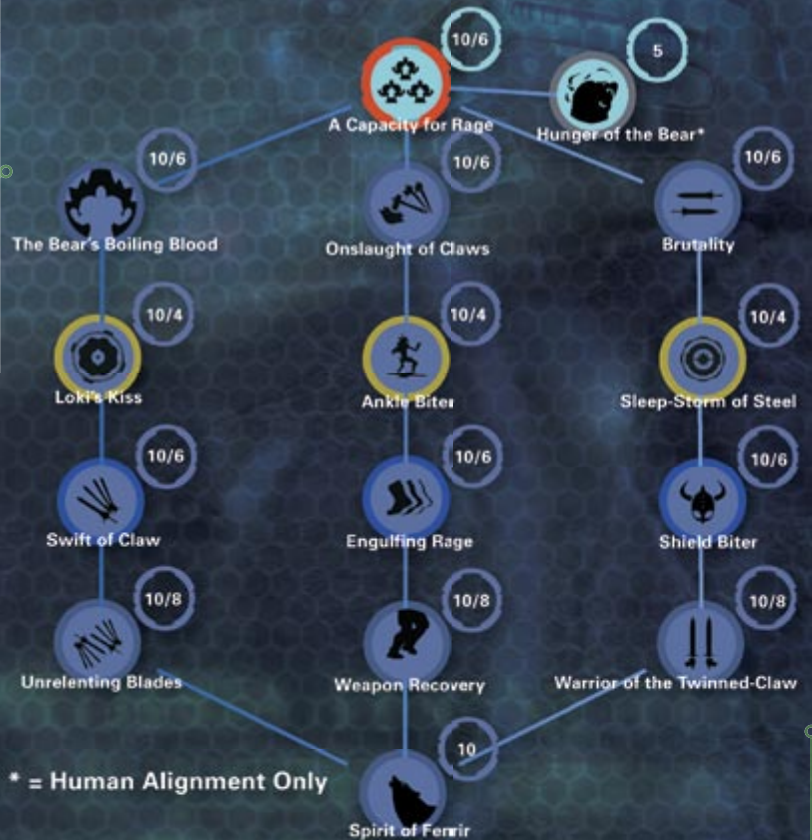 10/6
5
A Capacity for Rage
Hunger of the Bear*
10/6
10/6
10/6
The Bear's Boiling Blood
Onslaught of Claws
Brutality
10/4
10/4
10/4
Loki's Kiss
Ankle Biter
Sleep-Storm of Steel
10/6
10/6
10/6
Swift of Claw
Engulfing Rage
Shield Biter
10/8
10/8
10/8
Unrelenting Blades
Weapon Recovery
Warrior of the Twinned-Claw
10
* = Human Alignment Only
Spirit of Fenrir